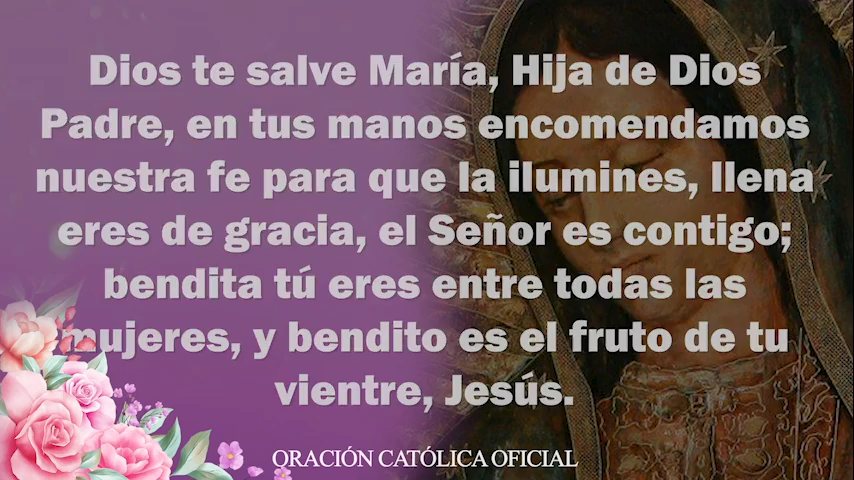 Dios te salve María, Hija de Dios
Padre, en tus manos encomendamos
nuestra fe para que la ilumines, llena
eres de gracia, el Señor es contigo;
bendita tú eres entre todas las
mujeres, y bendito es el fruto de tu
vientre, Jesús.
ORACIÓN CATÓLICA OFICIAL